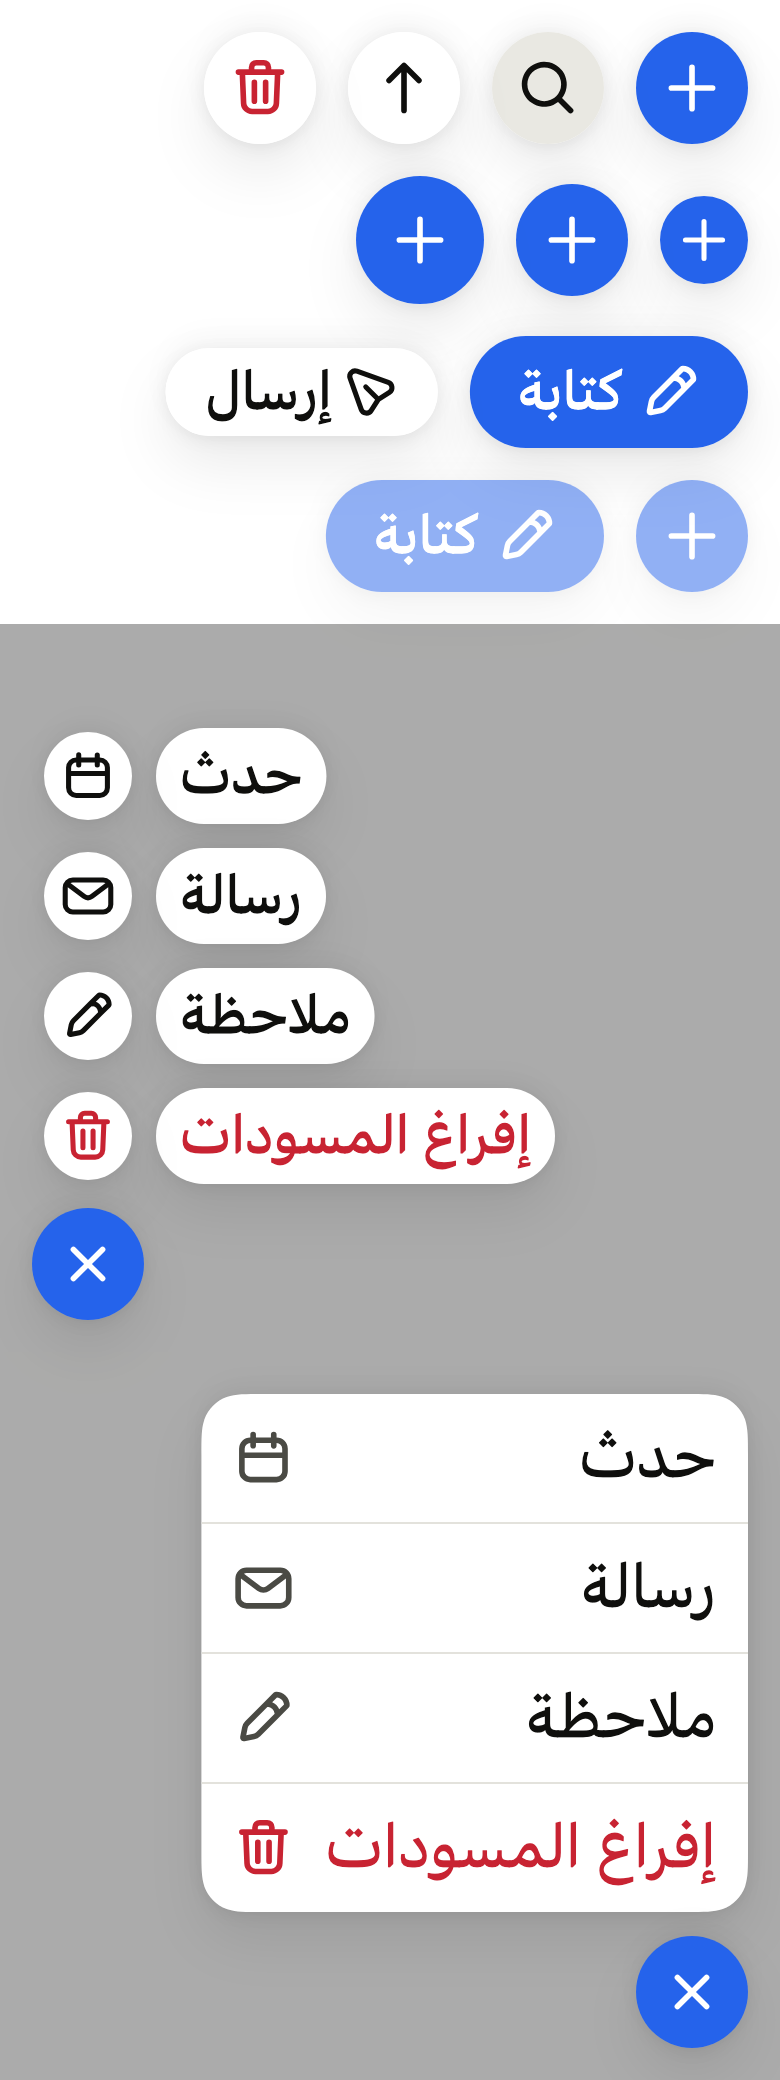 كتابة
إرسال
كتابة
حدث
رسالة
ملاحظة
إفراغ المسودات
حدث
رسالة
ملاحظة
إفراغ المسودات